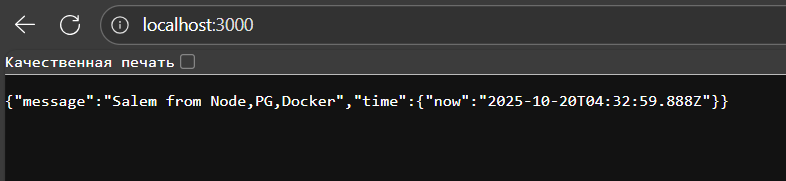 localhost:3000
Качественная печать
{"message":"Salem from Node,PG,Docker","time":{"now":"2025-10-20T04:32:59.888Z"}}